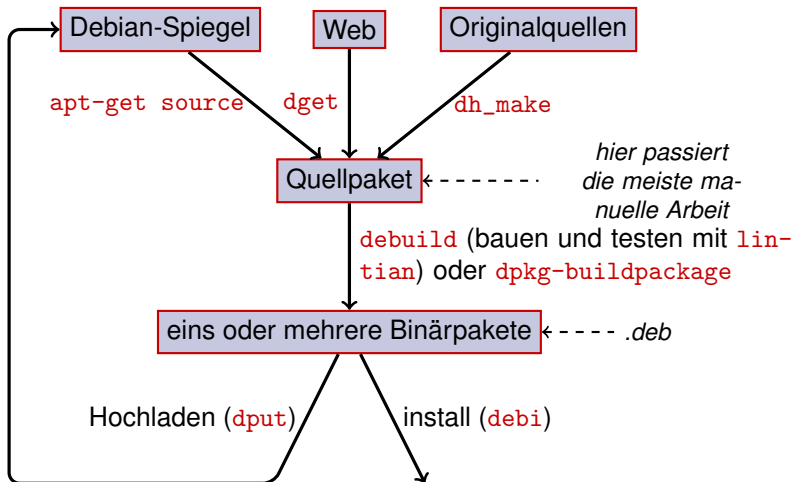 Debian-Spiegel
Web
Originalquellen
apt-get source
dget
dh_make
hier passiert
die meiste ma-
nuelle Arbeit
Quellpaket
debuild (bauen und testen mit lin-
tian) oder dpkg-buildpackage
eins oder mehrere Binärpakete
.deb
Hochladen (dput)
install (debi)